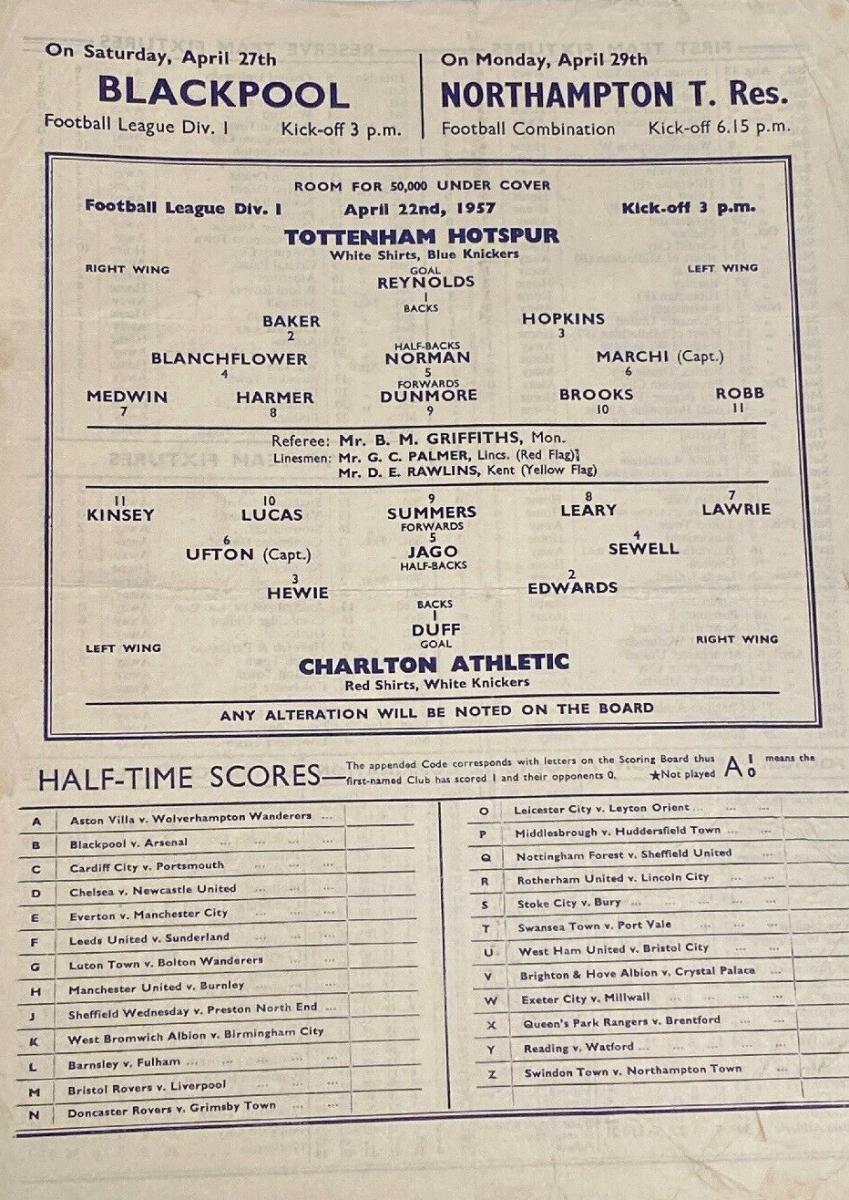 On Saturday, April 27th
BLACKPOOL
Football League Div. 1 Kick-off 3 p.m.
On Monday, April 29th
NORTHAMPTON T. Res.
Football Combination Kick-off 6.15 p.m.
ROOM FOR 50,000 UNDER COVER
Football League Div. 1 April 22nd, 1957 Kick-off 3 p.m.
TOTTENHAM HOTSPUR
White Shirts, Blue Knickers
RIGHT WING GOAL LEFT WING
REYNOLDS
1
BACKS
BAKER HOPKINS
2 3
HALF-BACKS
BLANCHFLOWER NORMAN MARCHI (Capt.)
4 5 6
FORWARDS
MEDWIN HARMER DUNMORE BROOKS ROBB
7 8 9 10 11
Referee: Mr. B. M. GRIFFITHS, Mon.
Linesmen: Mr. G. C. PALMER, Lincs. (Red Flag)
Mr. D. E. RAWLINS, Kent (Yellow Flag)
11 10 9 8 7
KINSEY LUCAS SUMMERS LEARY LAWRIE
FORWARDS
6 5 4
UFTON (Capt.) JAGO SEWELL
HALF-BACKS
3 2
HEWIE EDWARDS
BACKS
1
DUFF
LEFT WING GOAL RIGHT WING
CHARLTON ATHLETIC
Red Shirts, White Knickers
ANY ALTERATION WILL BE NOTED ON THE BOARD
HALF-TIME SCORES—The appended Code corresponds with letters on the Scoring Board thus A 1 0 means the
first-named Club has scored 1 and their opponents 0. ★Not played
A Aston Villa v. Wolverhampton Wanderers ...
B Blackpool v. Arsenal ... ... ... ...
C Cardiff City v. Portsmouth ... ... ...
D Chelsea v. Newcastle United ... ...
E Everton v. Manchester City ... ...
F Leeds United v. Sunderland ... ...
G Luton Town v. Bolton Wanderers ... ...
H Manchester United v. Burnley ... ...
J Sheffield Wednesday v. Preston North End ...
K West Bromwich Albion v. Birmingham City
L Barnsley v. Fulham ... ... ... ...
M Bristol Rovers v. Liverpool ... ...
N Doncaster Rovers v. Grimsby Town ... ...
O Leicester City v. Leyton Orient ... ... ...
P Middlesbrough v. Huddersfield Town ... ...
Q Nottingham Forest v. Sheffield United ...
R Rotherham United v. Lincoln City ... ...
S Stoke City v. Bury ... ... ... ...
T Swansea Town v. Port Vale ... ...
U West Ham United v. Bristol City ... ...
V Brighton & Hove Albion v. Crystal Palace ...
W Exeter City v. Millwall ... ... ... ...
X Queen's Park Rangers v. Brentford ... ...
Y Reading v. Watford ... ... ... ...
Z Swindon Town v. Northampton Town ...